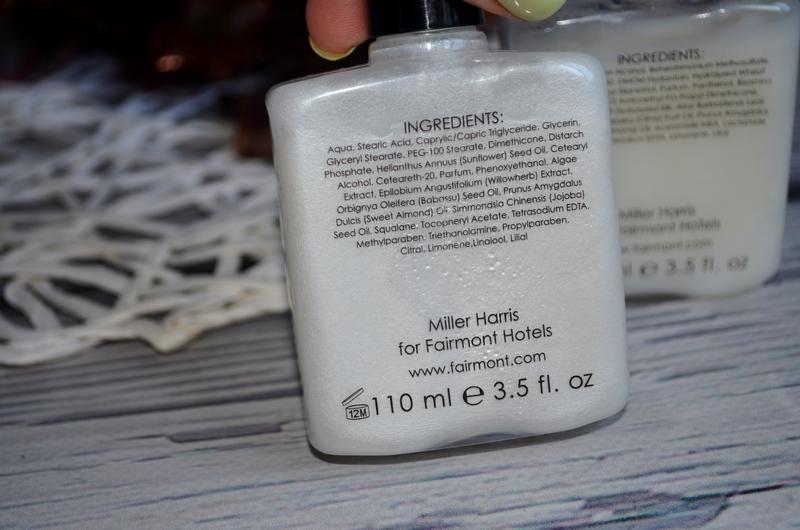 INGREDIENTS:
Aqua, Stearic Acid, Caprylic/Capric Triglyceride, Glycerin,
Glyceryl Stearate, PEG-100 Stearate, Dimethicone, Distarch
Phosphate, Helianthus Annuus (Sunflower) Seed Oil, Cetearyl
Alcohol, Ceteareth-20, Parfum, Phenoxyethanol, Algae
Extract, Epilobium Angustifolium (Willowherb) Extract,
Orbignya Oleifera (Babassu) Seed Oil, Prunus Amygdalus
Dulcis (Sweet Almond) Oil, Simmondsia Chinensis (Jojoba)
Seed Oil, Squalane, Tocopheryl Acetate, Tetrasodium EDTA,
Methylparaben, Triethanolamine, Propylparaben,
Citral, Limonene,Linalool, Lilial
Miller Harris
for Fairmont Hotels
www.fairmont.com
12M 110 ml e 3.5 fl. oz
INGREDIENTS:
Miller Harris
Fairmont Hotels
.fairmont.com
ml e 3.5 fl. oz